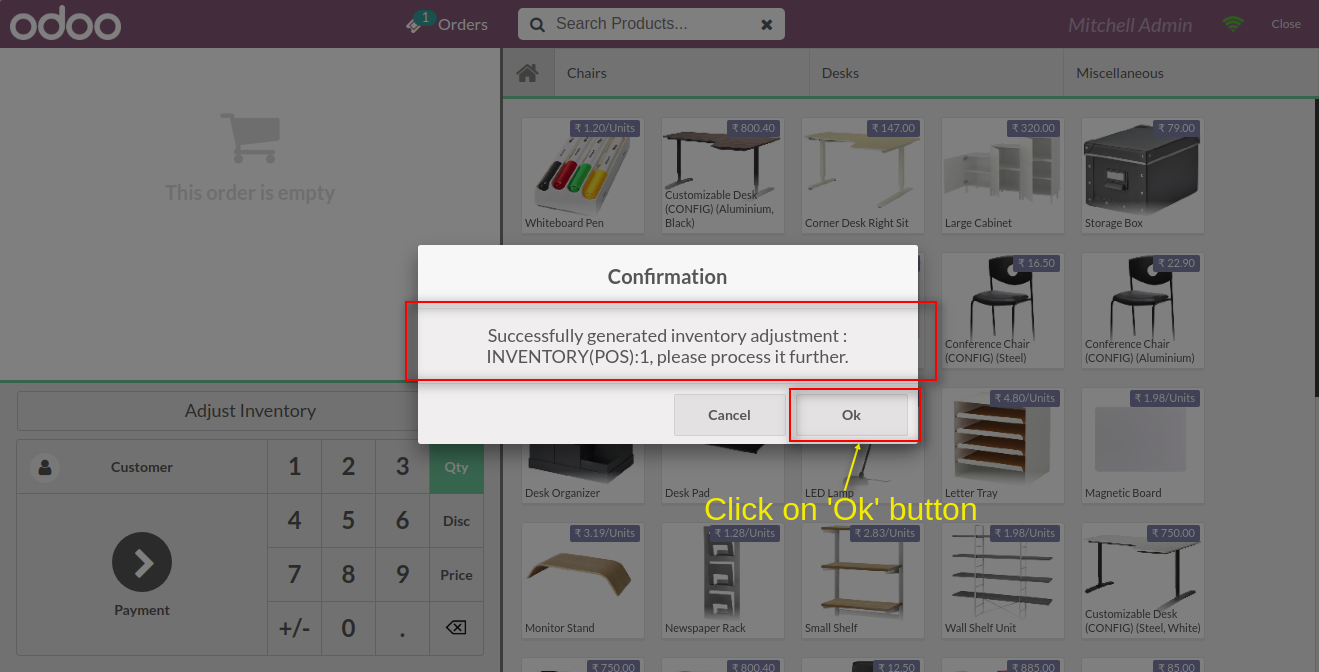 odoo
1
Orders
Search Products...
Mitchell Admin
Close
Chairs
Desks
Miscellaneous
This order is empty
₹ 1.20/Units
Whiteboard Pen
₹ 800.40
Customizable Desk
(CONFIG) (Aluminium,
Black)
₹ 147.00
Corner Desk Right Sit
₹ 320.00
Large Cabinet
₹ 79.00
Storage Box
Confirmation
Successfully generated inventory adjustment :
INVENTORY(POS):1, please process it further.
Cancel
Ok
Click on 'Ok' button
₹ 16.50
Conference Chair
(CONFIG) (Steel)
₹ 22.90
Conference Chair
(CONFIG) (Aluminium)
Desk Organizer
Desk Pad
LED Lamp
₹ 4.80/Units
Letter Tray
₹ 1.98/Units
Magnetic Board
₹ 3.19/Units
Monitor Stand
₹ 1.28/Units
Newspaper Rack
₹ 2.83/Units
Small Shelf
₹ 1.98/Units
Wall Shelf Unit
₹ 750.00
Customizable Desk
(CONFIG) (Steel, White)
₹ 750.00
₹ 800.40
₹ 12.50
₹ 885.00
₹ 85.00
Adjust Inventory
Customer
1 2 3 Qty
4 5 6 Disc
7 8 9 Price
Payment
+/- 0 .